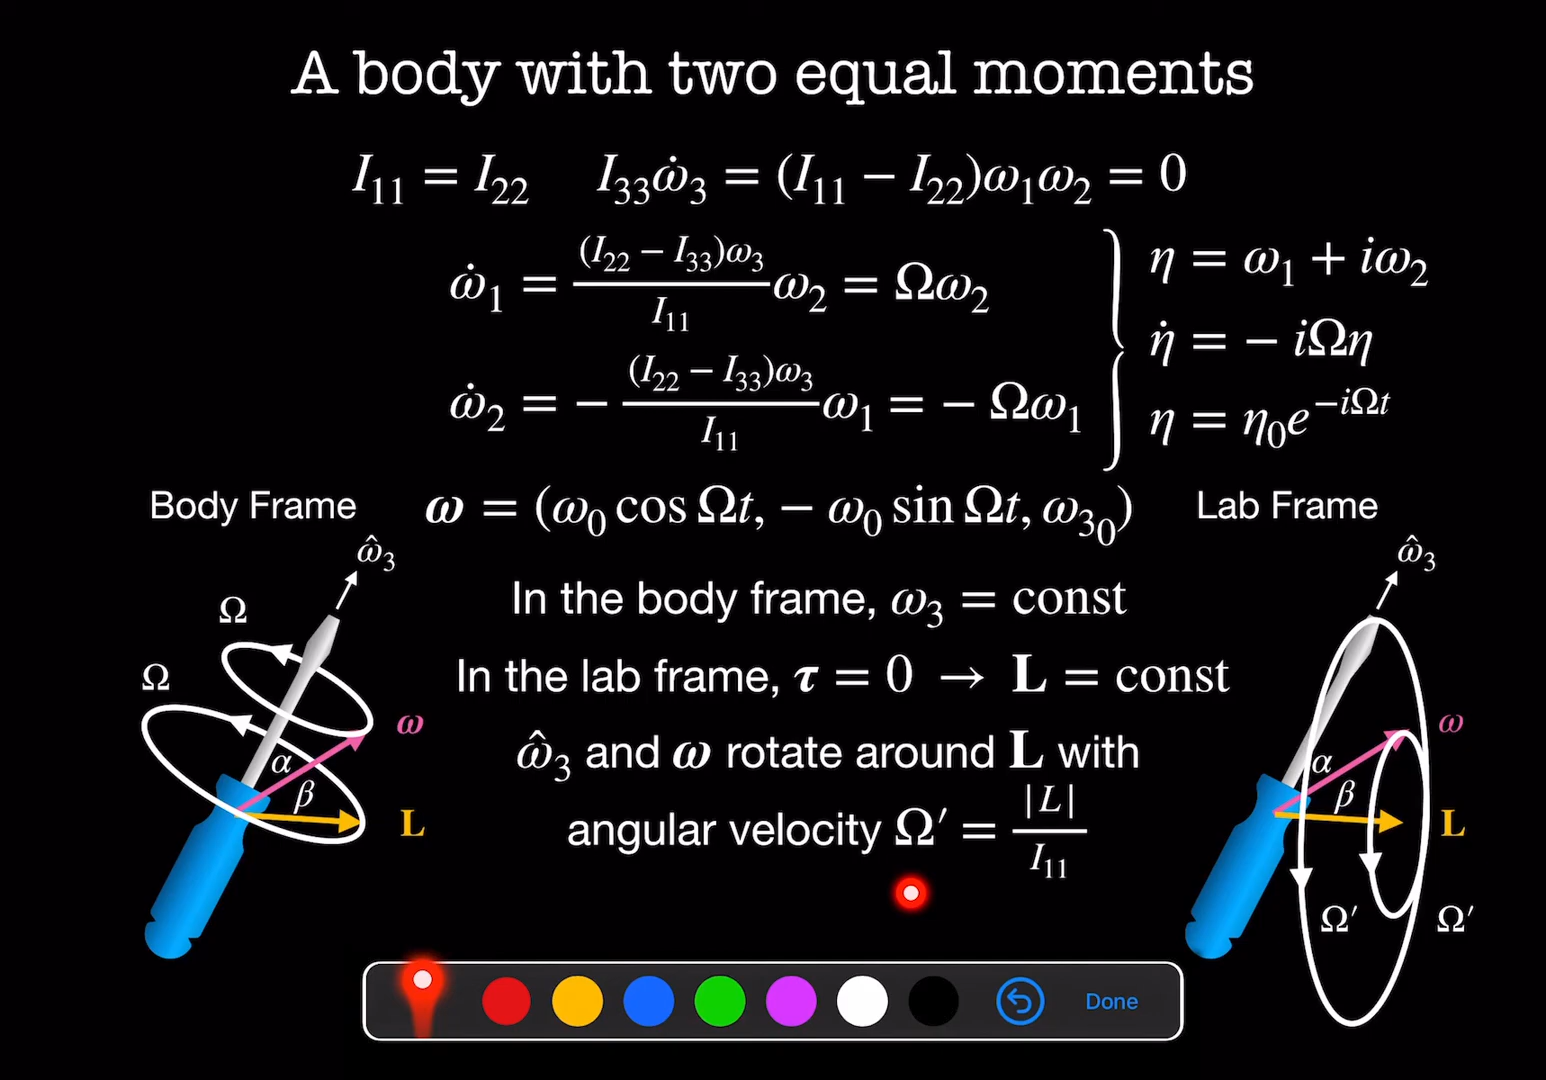 A body with two equal moments
I₁₁ = I₂₂ I₃₃ω̇₃ = (I₁₁ − I₂₂)ω₁ω₂ = 0
ω̇₁ = (I₂₂ − I₃₃)ω₃ / I₁₁ ω₂ = Ωω₂
ω̇₂ = − (I₂₂ − I₃₃)ω₃ / I₁₁ ω₁ = − Ωω₁
η = ω₁ + iω₂
η̇ = − iΩη
η = η₀e^{−iΩt}
Body Frame
𝝎 = (ω₀ cos Ωt, − ω₀ sin Ωt, ω₃₀)
Lab Frame
In the body frame, ω₃ = const
In the lab frame, 𝝉 = 0 → 𝐋 = const
ω̂₃ and 𝝎 rotate around 𝐋 with
angular velocity Ω′ = |L| / I₁₁
ω̂₃
Ω
Ω
𝝎
α
β
𝐋
ω̂₃
𝝎
α
β
𝐋
Ω′
Ω′
Done